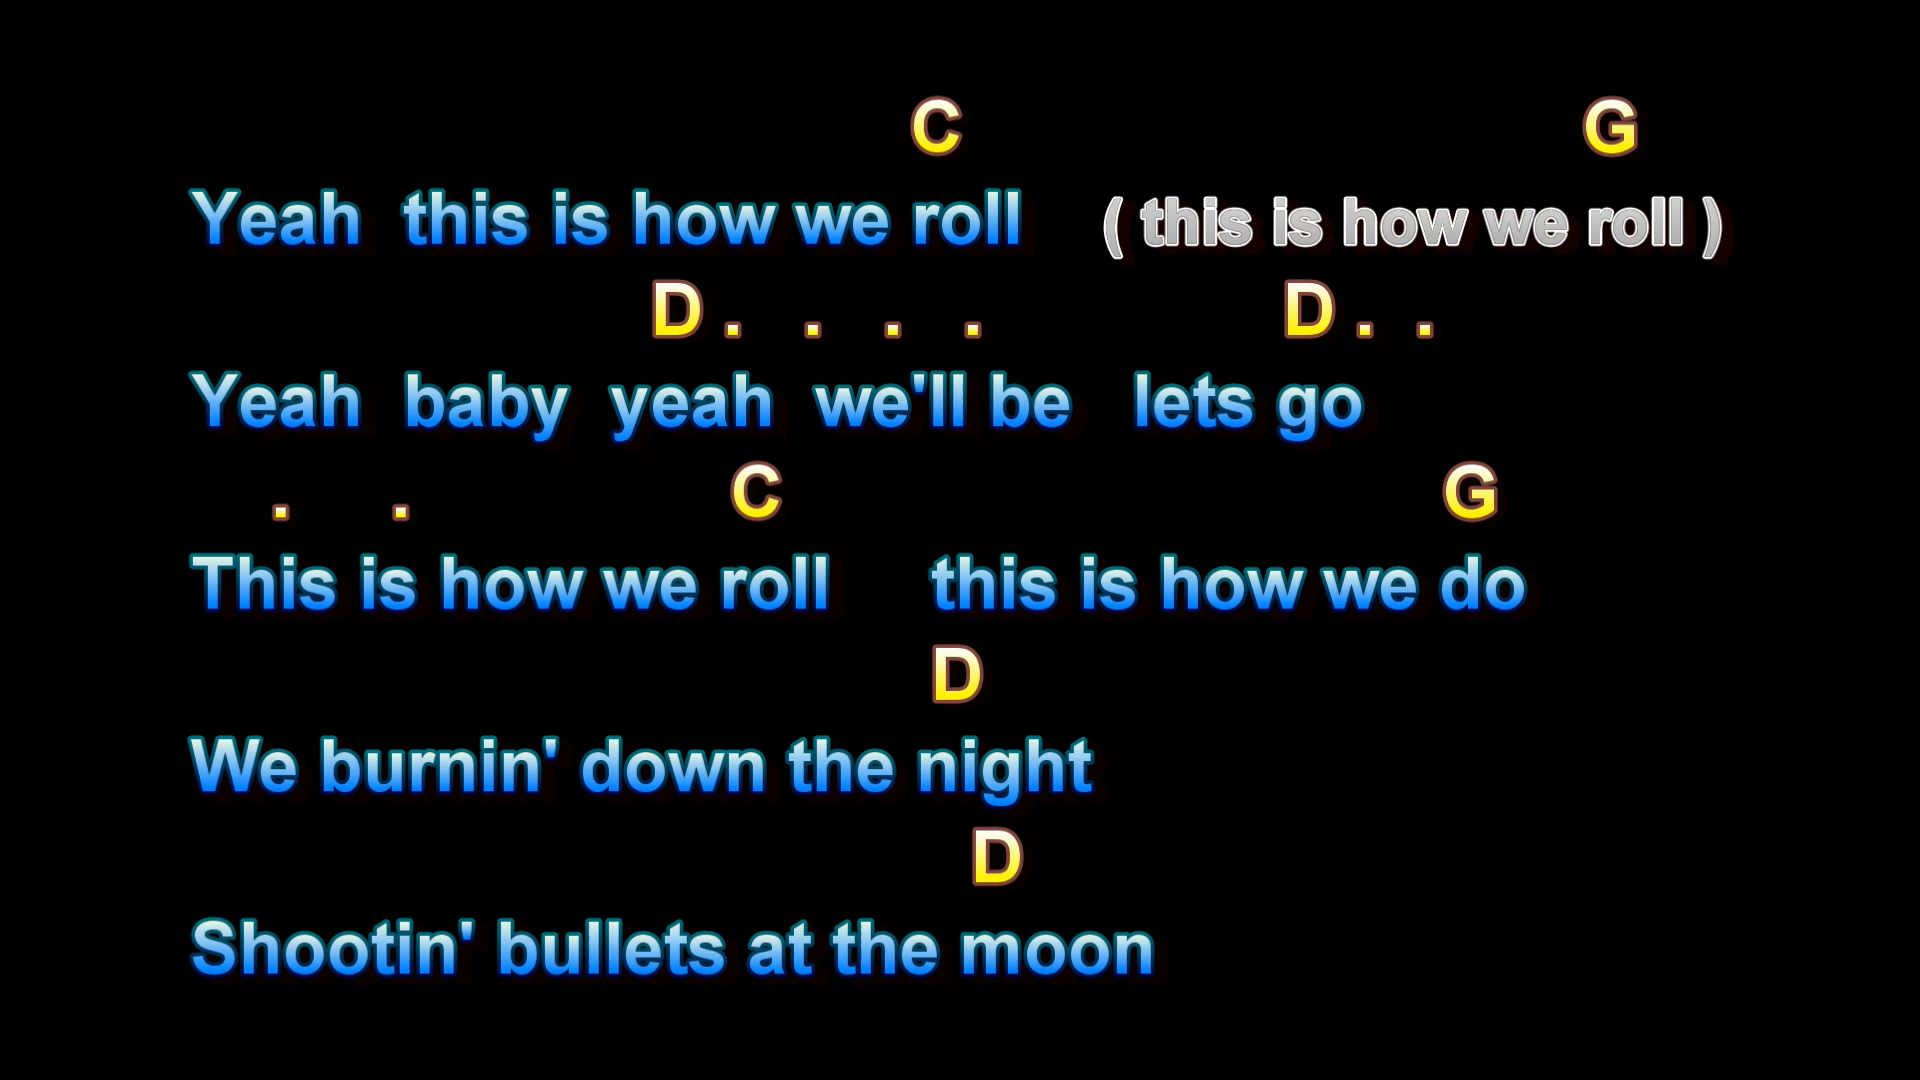 C G
Yeah this is how we roll ( this is how we roll )
D . . . . D . .
Yeah baby yeah we'll be lets go
. . C G
This is how we roll this is how we do
D
We burnin' down the night
D
Shootin' bullets at the moon